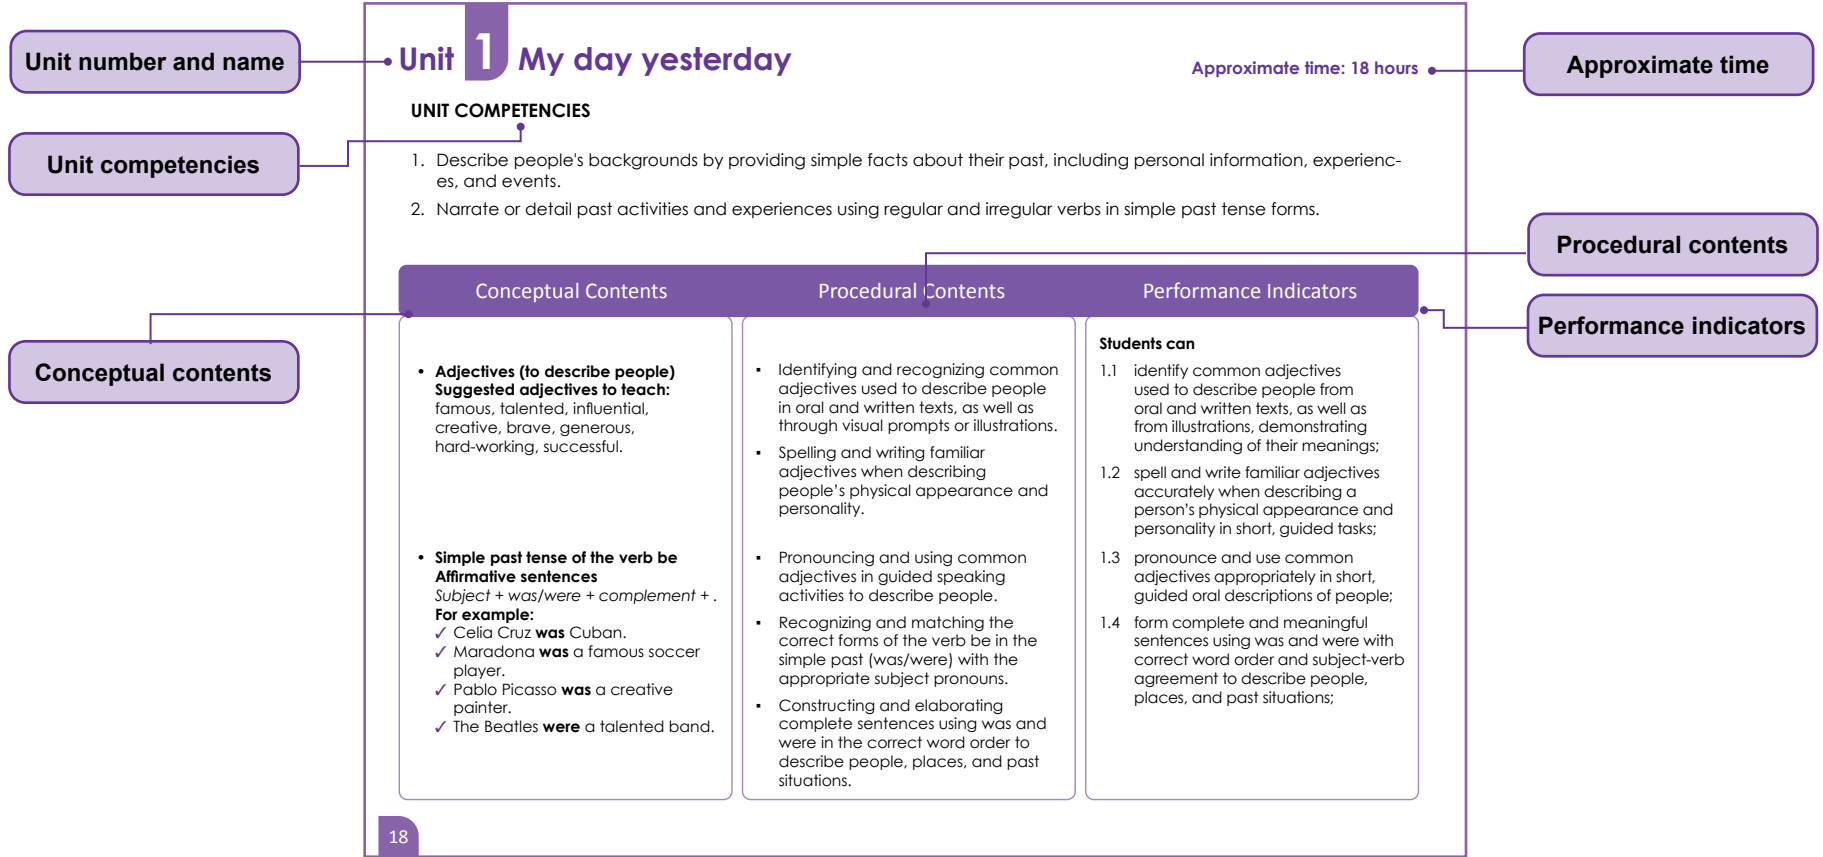 Unit number and name
Unit competencies
Conceptual contents
Unit 1 My day yesterday
Approximate time: 18 hours
Approximate time
Procedural contents
Performance indicators
UNIT COMPETENCIES
1. Describe people's backgrounds by providing simple facts about their past, including personal information, experienc-
es, and events.
2. Narrate or detail past activities and experiences using regular and irregular verbs in simple past tense forms.
Conceptual Contents
• Adjectives (to describe people)
Suggested adjectives to teach:
famous, talented, influential,
creative, brave, generous,
hard-working, successful.
• Simple past tense of the verb be
Affirmative sentences
Subject + was/were + complement + .
For example:
✓ Celia Cruz was Cuban.
✓ Maradona was a famous soccer
player.
✓ Pablo Picasso was a creative
painter.
✓ The Beatles were a talented band.
Procedural Contents
▪ Identifying and recognizing common
adjectives used to describe people
in oral and written texts, as well as
through visual prompts or illustrations.
▪ Spelling and writing familiar
adjectives when describing
people's physical appearance and
personality.
▪ Pronouncing and using common
adjectives in guided speaking
activities to describe people.
▪ Recognizing and matching the
correct forms of the verb be in the
simple past (was/were) with the
appropriate subject pronouns.
▪ Constructing and elaborating
complete sentences using was and
were in the correct word order to
describe people, places, and past
situations.
Performance Indicators
Students can
1.1 identify common adjectives
used to describe people from
oral and written texts, as well as
from illustrations, demonstrating
understanding of their meanings;
1.2 spell and write familiar adjectives
accurately when describing a
person's physical appearance and
personality in short, guided tasks;
1.3 pronounce and use common
adjectives appropriately in short,
guided oral descriptions of people;
1.4 form complete and meaningful
sentences using was and were with
correct word order and subject-verb
agreement to describe people,
places, and past situations;
18